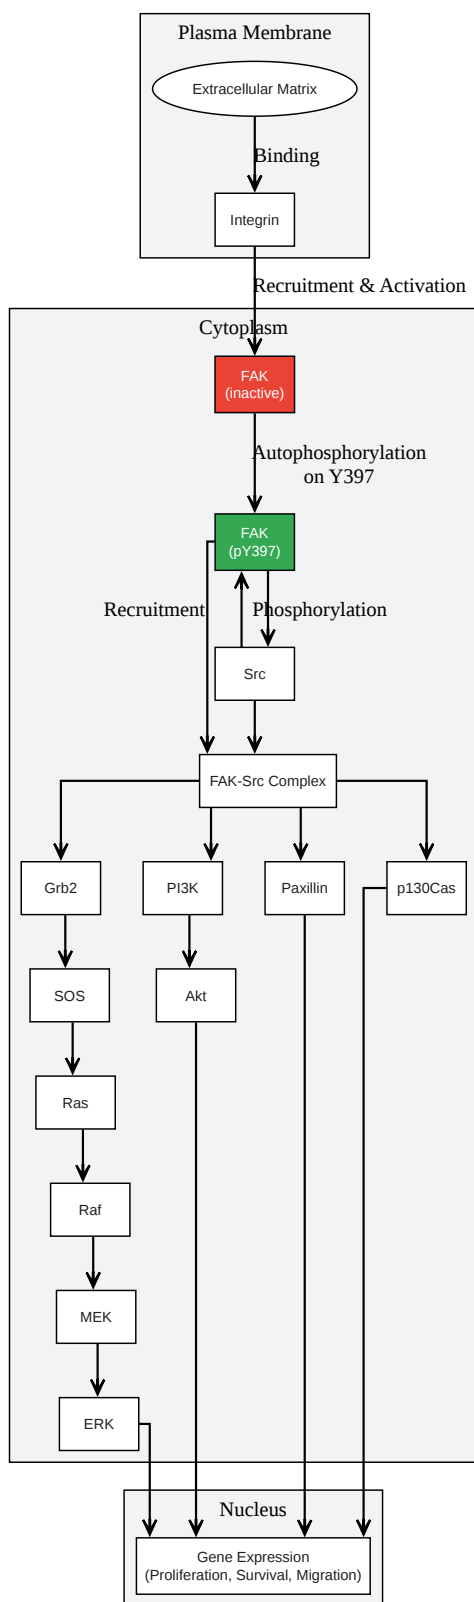 Plasma Membrane
Extracellular Matrix
Binding
Integrin
Recruitment & Activation
Cytoplasm
FAK
(inactive)
Autophosphorylation
on Y397
FAK
(pY397)
Recruitment
Phosphorylation
Src
FAK-Src Complex
Grb2
PI3K
Paxillin
p130Cas
SOS
Akt
Ras
Raf
MEK
ERK
Nucleus
Gene Expression
(Proliferation, Survival, Migration)